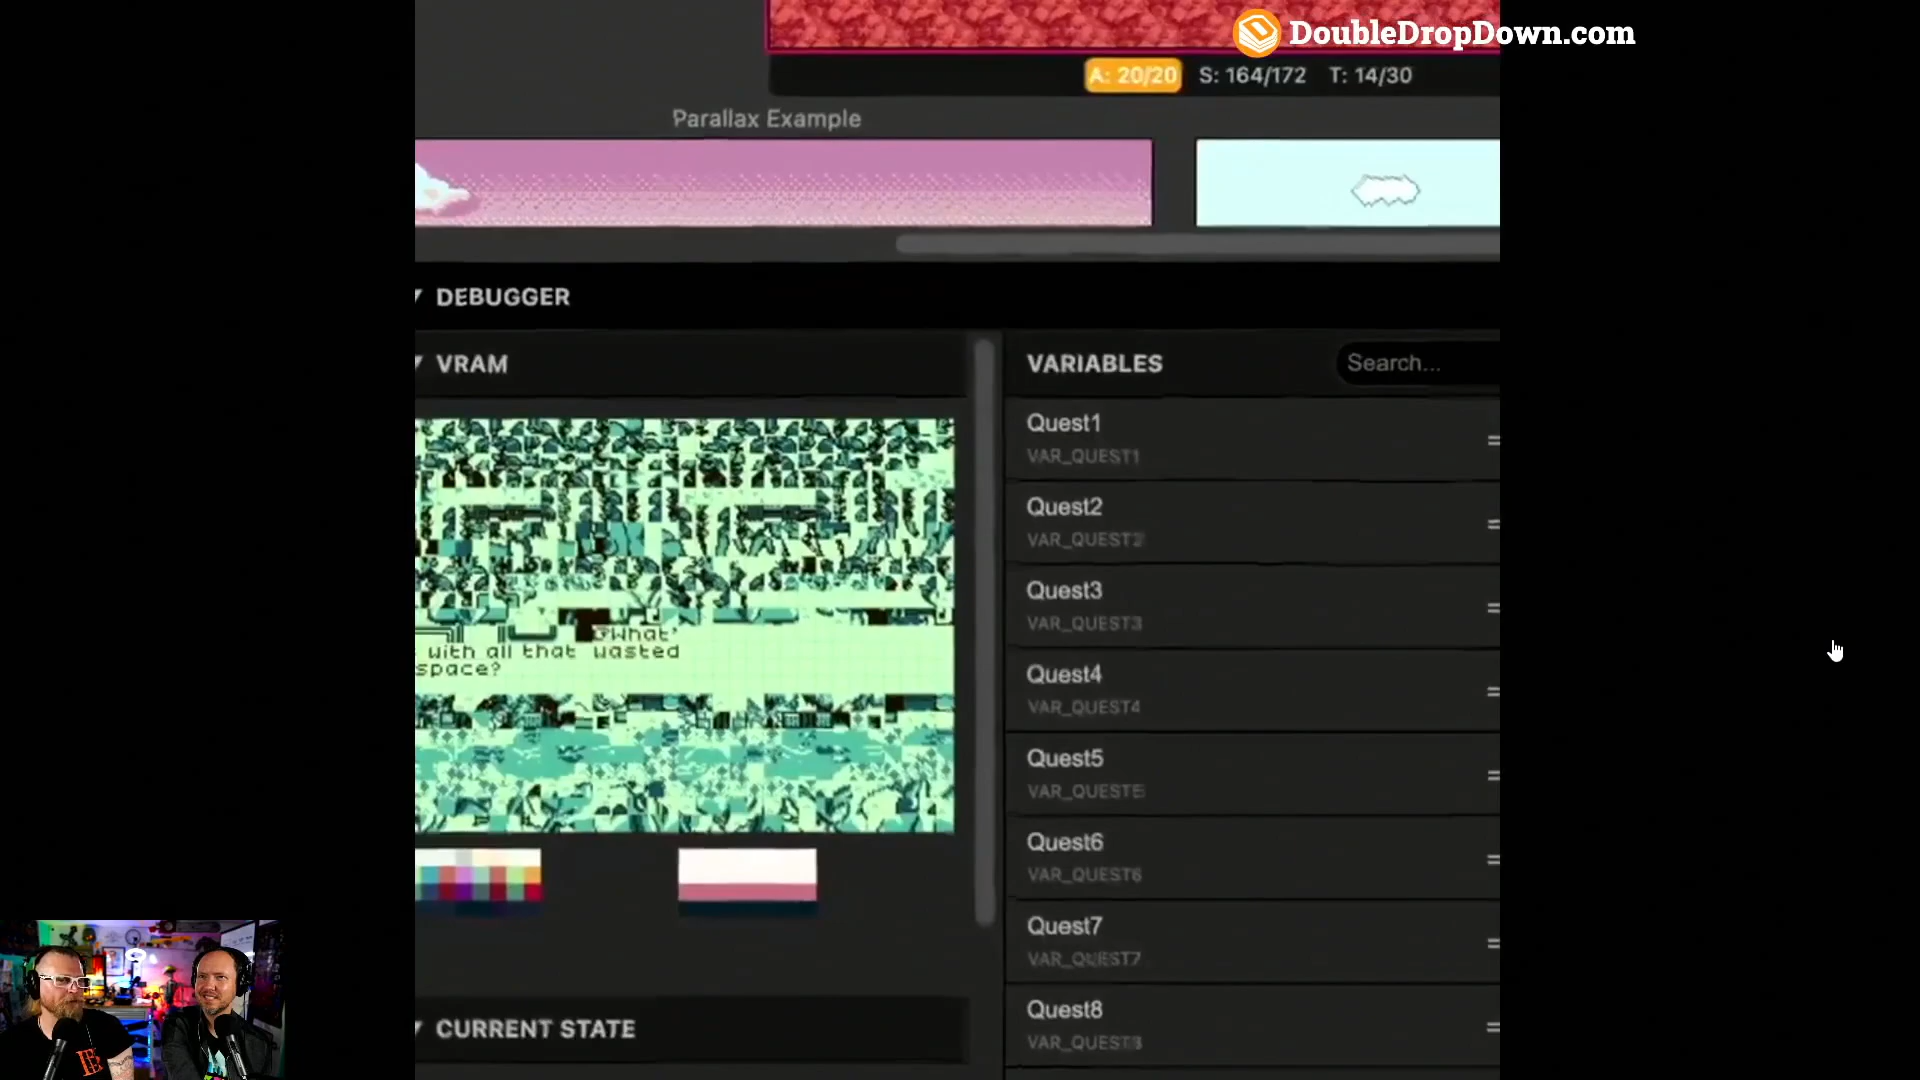 DoubleDropDown.com
A: 20/20 S: 164/172 T: 14/30
Parallax Example
DEBUGGER
VRAM
VARIABLES
Search...
Quest1
VAR_QUEST1
=
Quest2
VAR_QUEST2
=
Quest3
VAR_QUEST3
=
Quest4
VAR_QUEST4
=
Quest5
VAR_QUEST5
=
Quest6
VAR_QUEST6
=
Quest7
VAR_QUEST7
=
Quest8
VAR_QUEST8
=
What'
with all that wasted
space?
CURRENT STATE